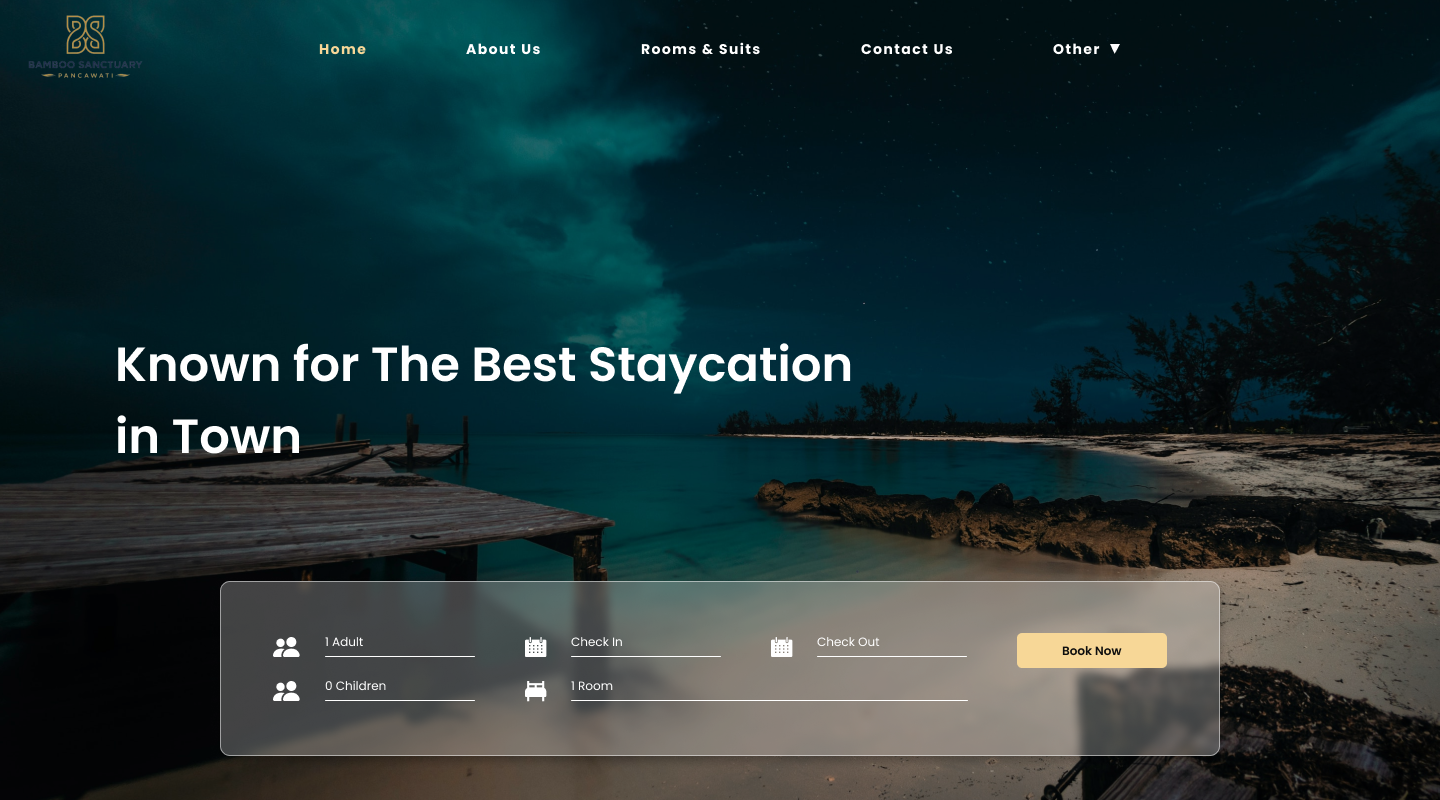 BAMBOO SANCTUARY
PANCAWATI
Home
About Us
Rooms & Suits
Contact Us
Other ▼
Known for The Best Staycation
in Town
1 Adult
Check In
Check Out
Book Now
0 Children
1 Room